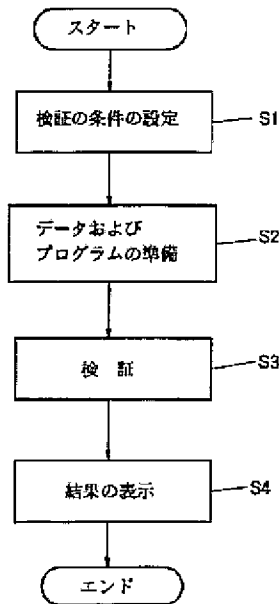 スタート
検証の条件の設定
S1
データおよび
プログラムの準備
S2
検 証
S3
結果の表示
S4
エンド